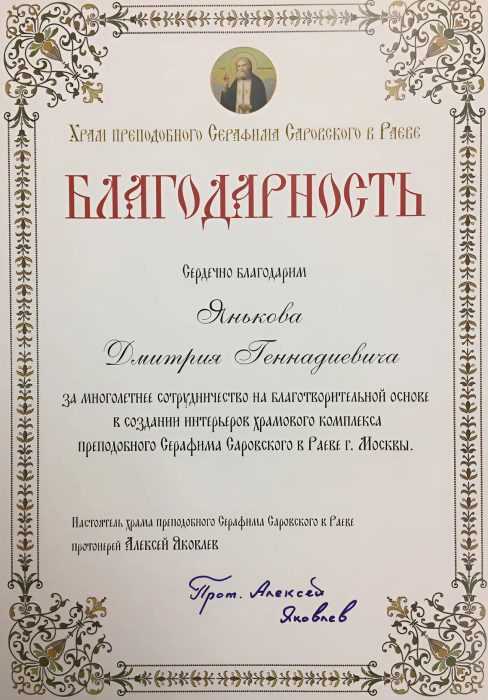 Храм преподобного Серафима Саровского в Раеве
БЛАГОДАРНОСТЬ
Сердечно благодарим
Янькова
Дмитрия Геннадиевича
за многолетнее сотрудничество на благотворительной основе
в создании интерьеров храмового комплекса
преподобного Серафима Саровского в Раеве г. Москвы.
Настоятель храма преподобного Серафима Саровского в Раеве
протоиерей Алексей Яковлев
Прот. Алексей
Яковлев